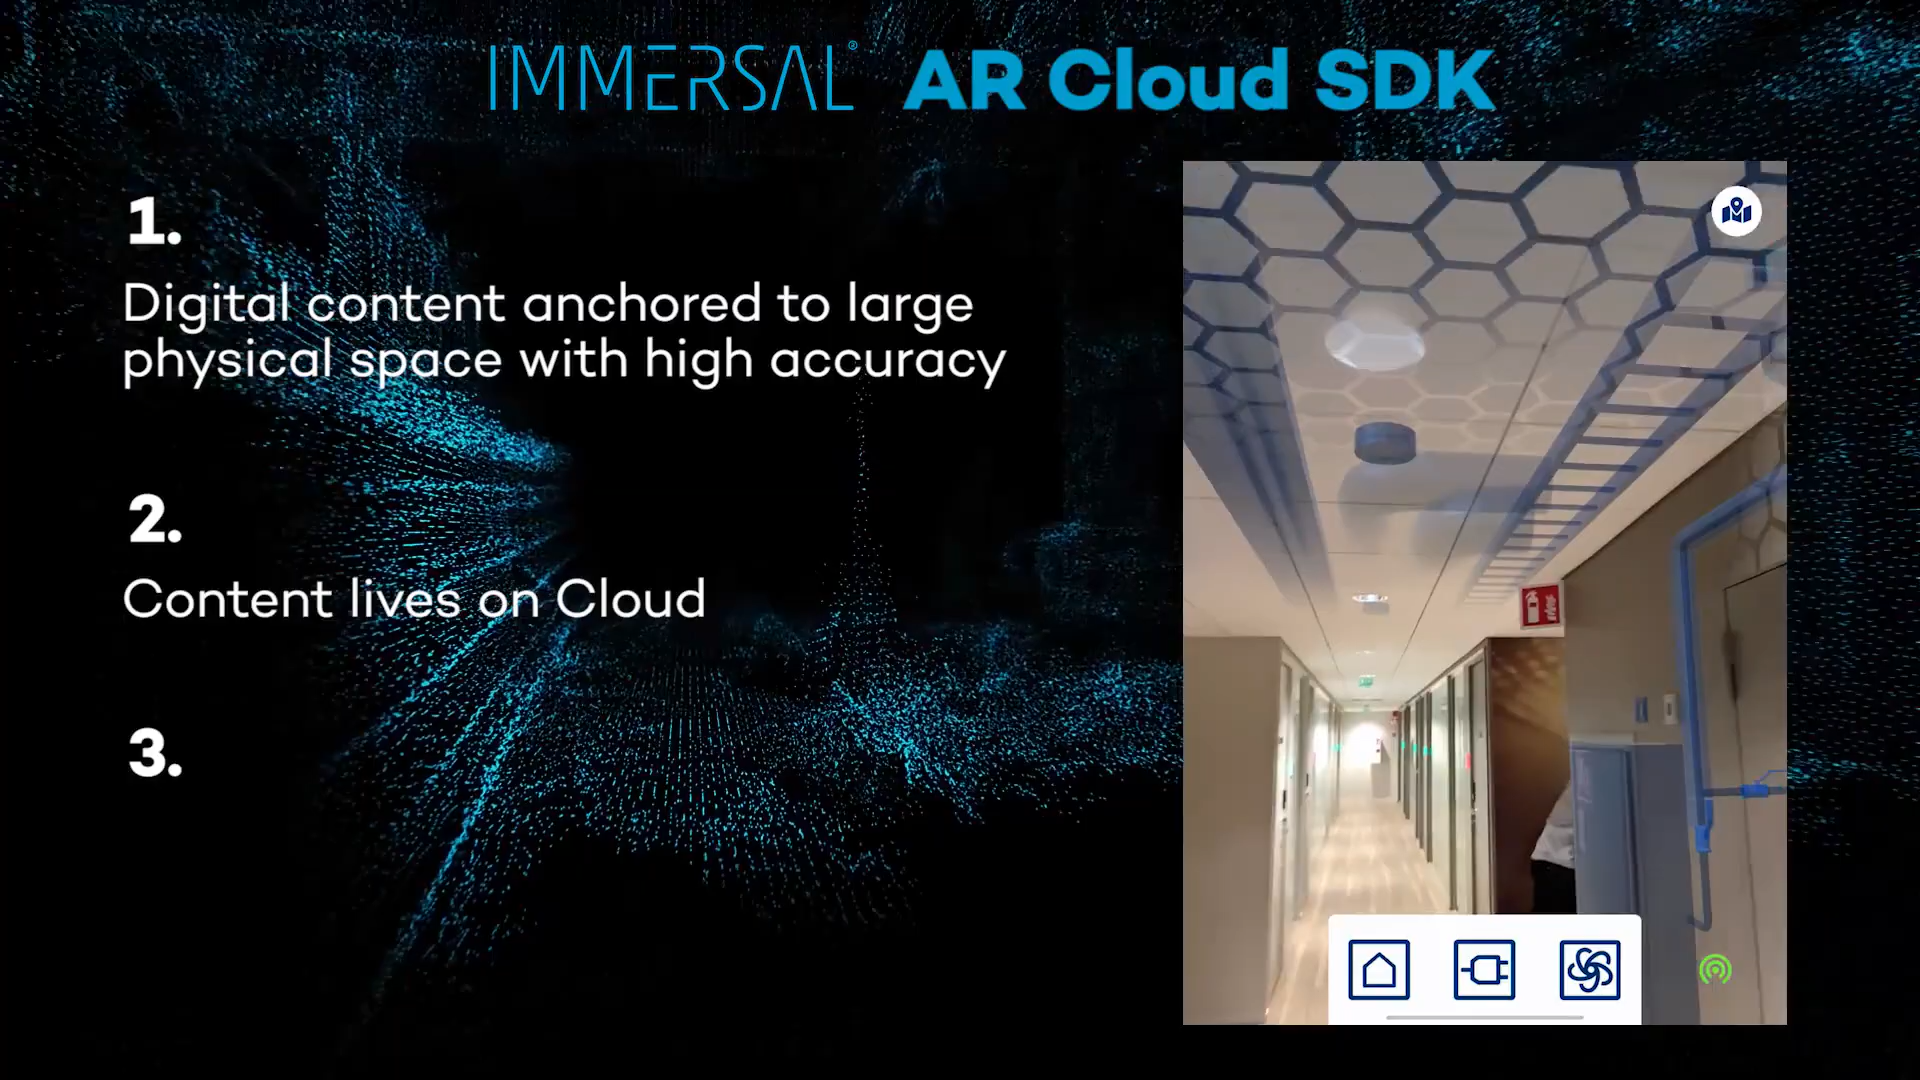 IMMERSAL® AR Cloud SDK
1.
Digital content anchored to large
physical space with high accuracy
2.
Content lives on Cloud
3.